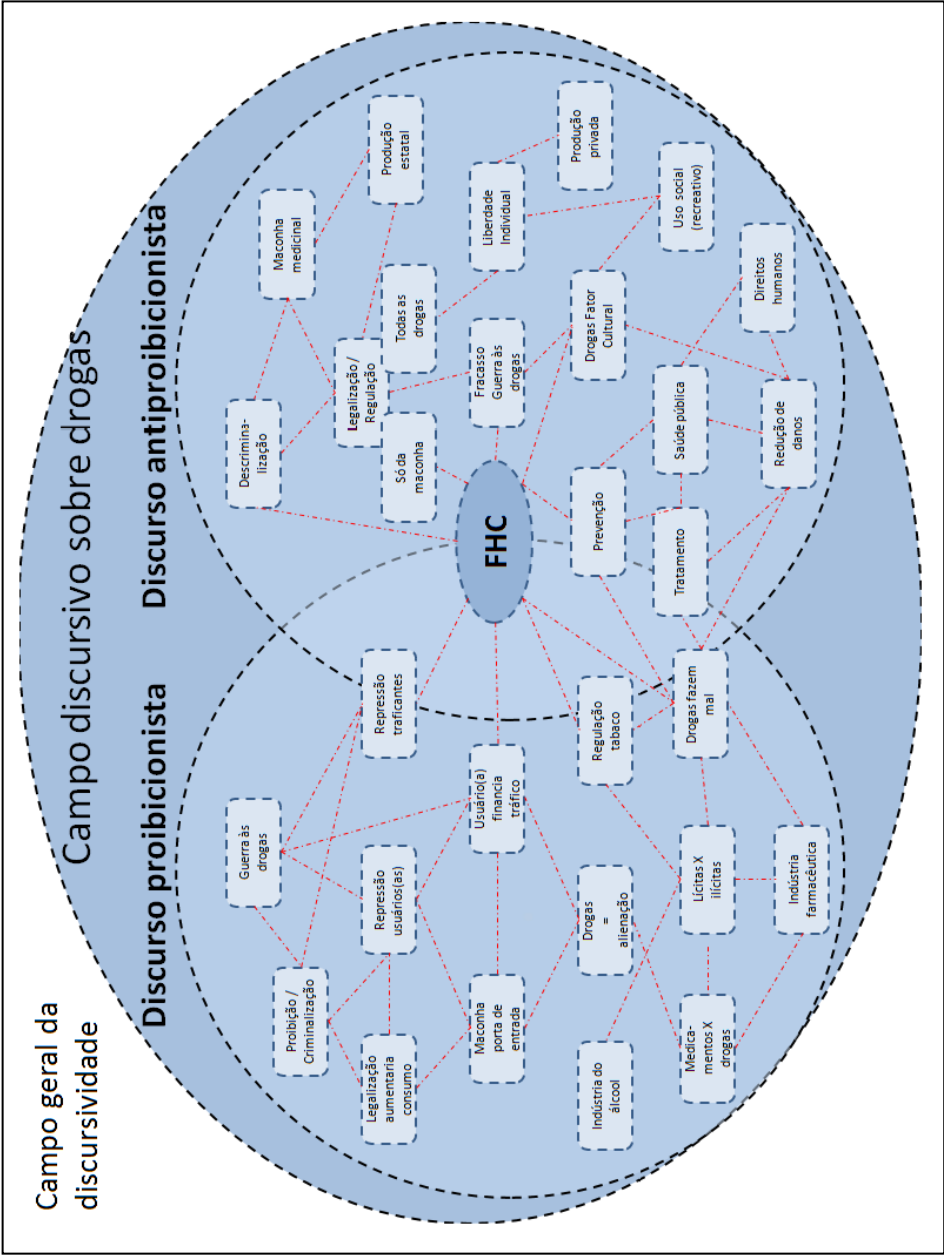 Campo geral da
discursividade
Campo discursivo sobre drogas
Discurso proibicionista
Discurso antiproibicionista
Guerra às
drogas
Proibição /
Criminalização
Repressão
traficantes
Repressão
usuários(as)
Legalização
aumentaria
consumo
Usuário(a)
financia
tráfico
Maconha
porta de
entrada
Regulação
tabaco
Drogas
=
alienação
Indústria do
álcool
Drogas fazem
mal
Lícitas X
ilícitas
Medica-
mentos X
drogas
Indústria
farmacêutica
FHC
Descrimina-
lização
Maconha
medicinal
Produção
estatal
Legalização /
Regulação
Só da
maconha
Todas as
drogas
Fracasso
Guerra às
drogas
Liberdade
Individual
Produção
privada
Prevenção
Drogas Fator
Cultural
Uso social
(recreativo)
Tratamento
Saúde pública
Direitos
humanos
Redução de
danos